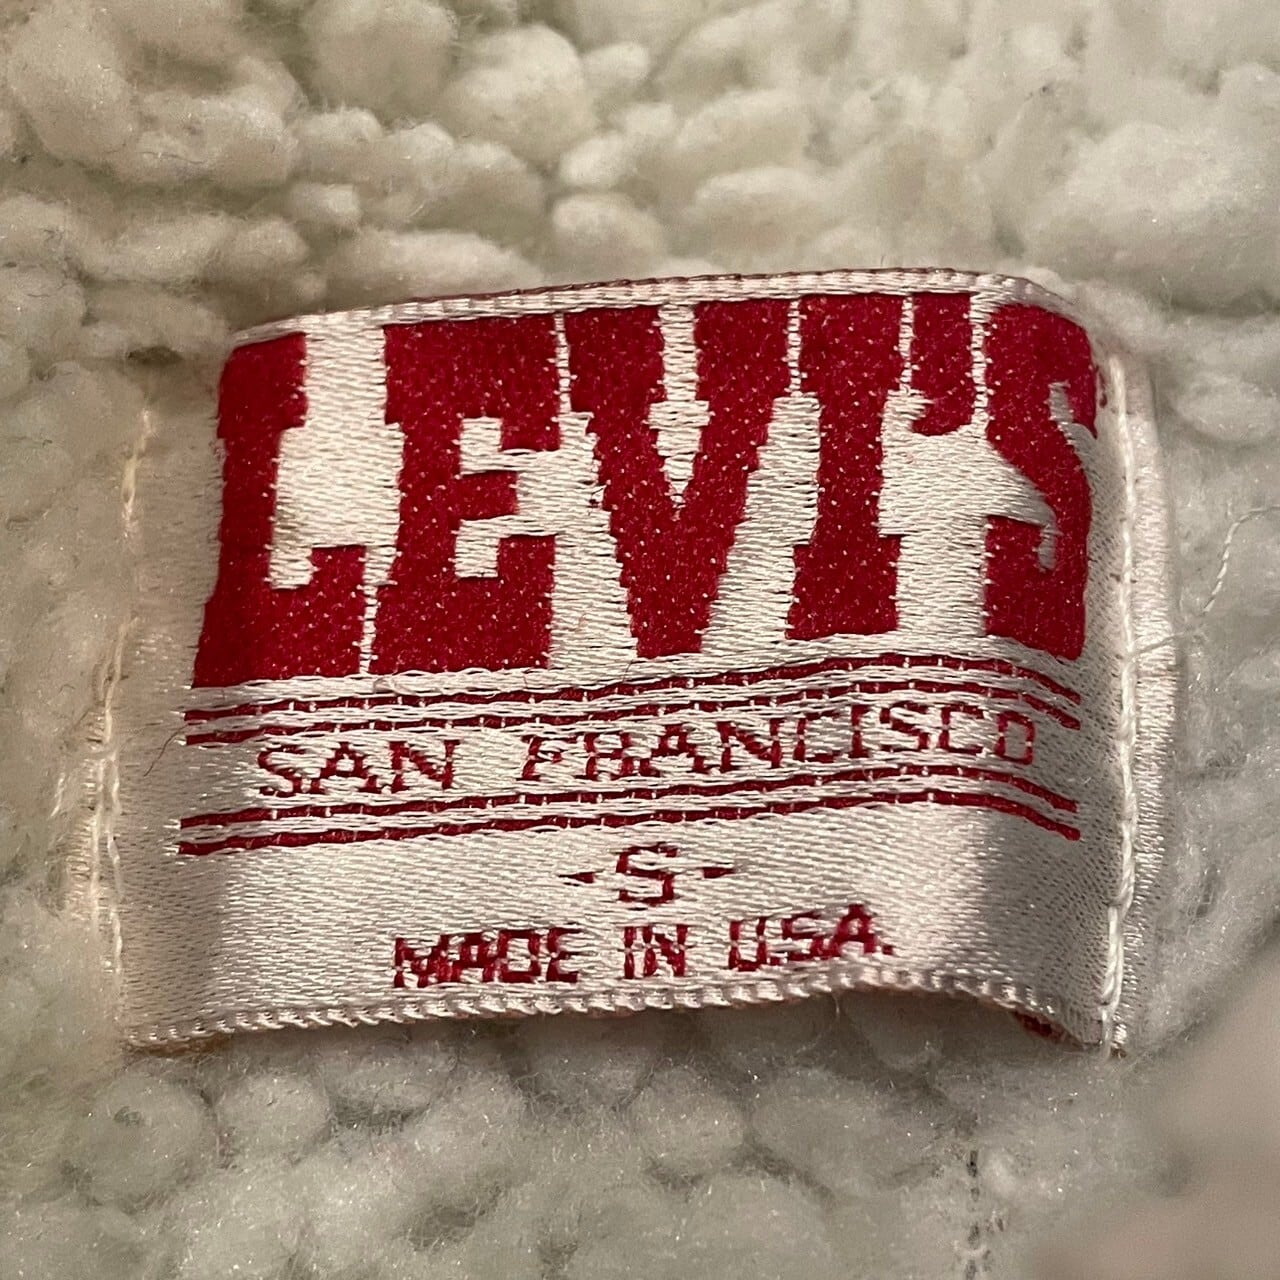 LEVI'S
SAN FRANCISCO
-S-
MADE IN U.S.A.